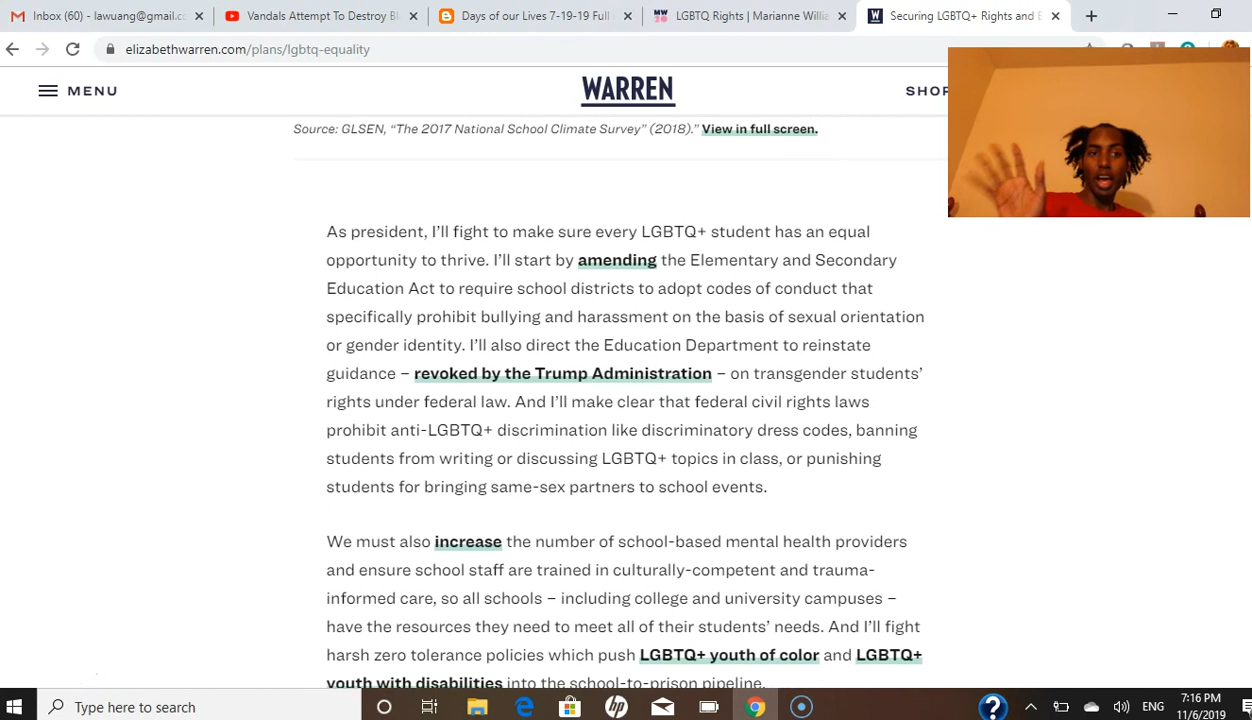 Inbox (60) - lawuang@gmail.c
Vandals Attempt To Destroy Bl
Days of our Lives 7-19-19 Full
LGBTQ Rights | Marianne Willia
Securing LGBTQ+ Rights and E
elizabethwarren.com/plans/lgbtq-equality
MENU
WARREN
SHOP
Source: GLSEN, “The 2017 National School Climate Survey” (2018).” View in full screen.
As president, I’ll fight to make sure every LGBTQ+ student has an equal
opportunity to thrive. I’ll start by amending the Elementary and Secondary
Education Act to require school districts to adopt codes of conduct that
specifically prohibit bullying and harassment on the basis of sexual orientation
or gender identity. I’ll also direct the Education Department to reinstate
guidance – revoked by the Trump Administration – on transgender students’
rights under federal law. And I’ll make clear that federal civil rights laws
prohibit anti-LGBTQ+ discrimination like discriminatory dress codes, banning
students from writing or discussing LGBTQ+ topics in class, or punishing
students for bringing same-sex partners to school events.
We must also increase the number of school-based mental health providers
and ensure school staff are trained in culturally-competent and trauma-
informed care, so all schools – including college and university campuses –
have the resources they need to meet all of their students’ needs. And I’ll fight
harsh zero tolerance policies which push LGBTQ+ youth of color and LGBTQ+
youth with disabilities into the school-to-prison pipeline.
Type here to search
ENG
7:16 PM
11/6/2019